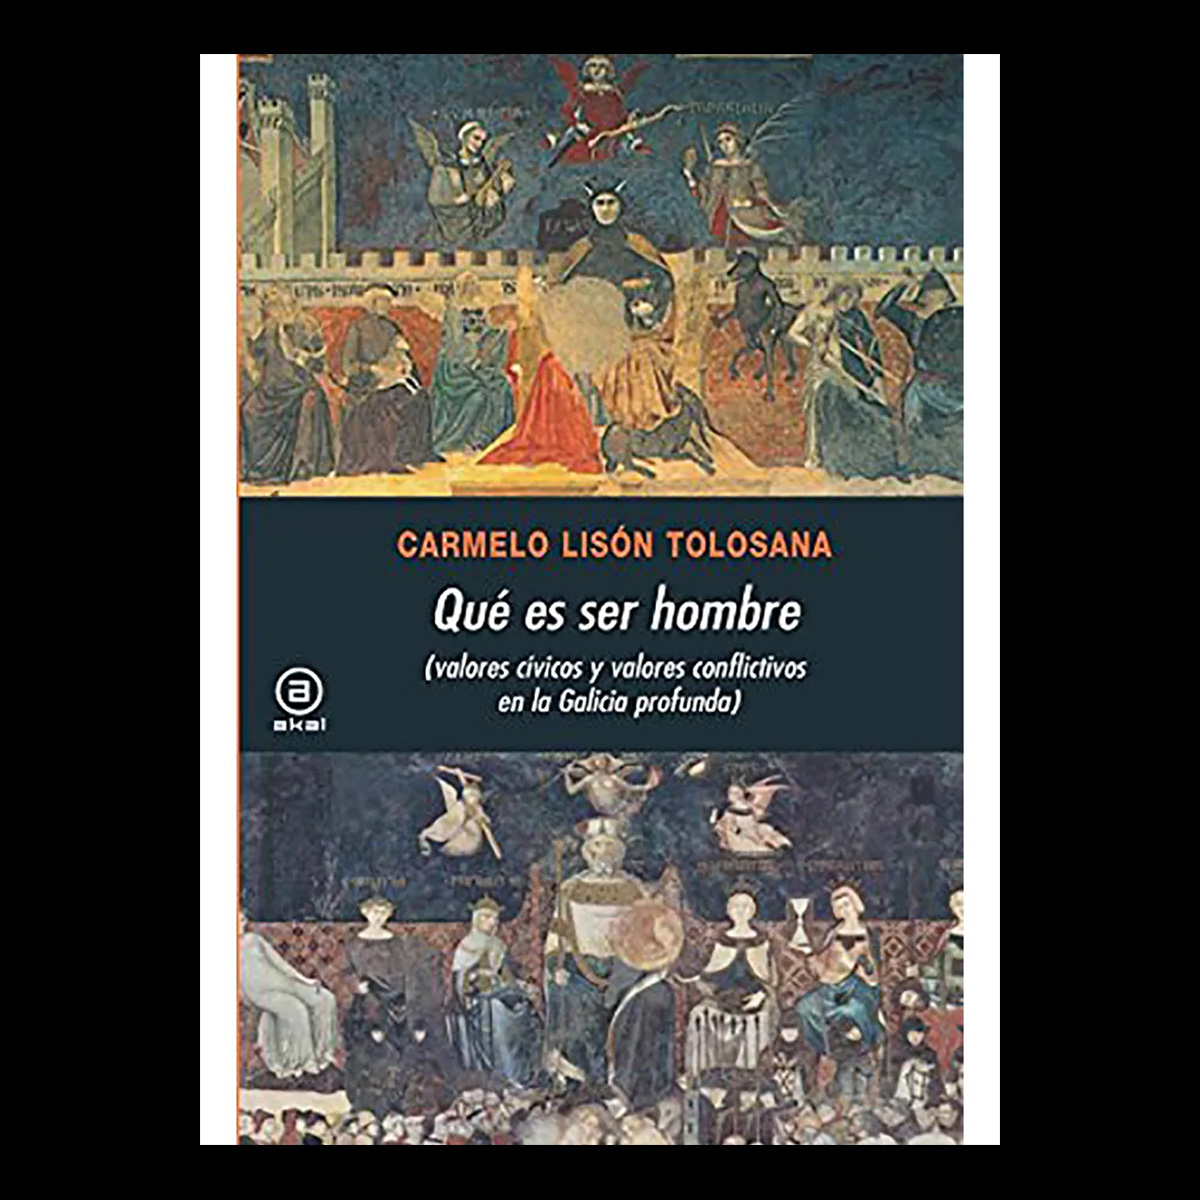 CARMELO LISÓN TOLOSANA
Qué es ser hombre
(valores cívicos y valores conflictivos
en la Galicia profunda)
a
akal